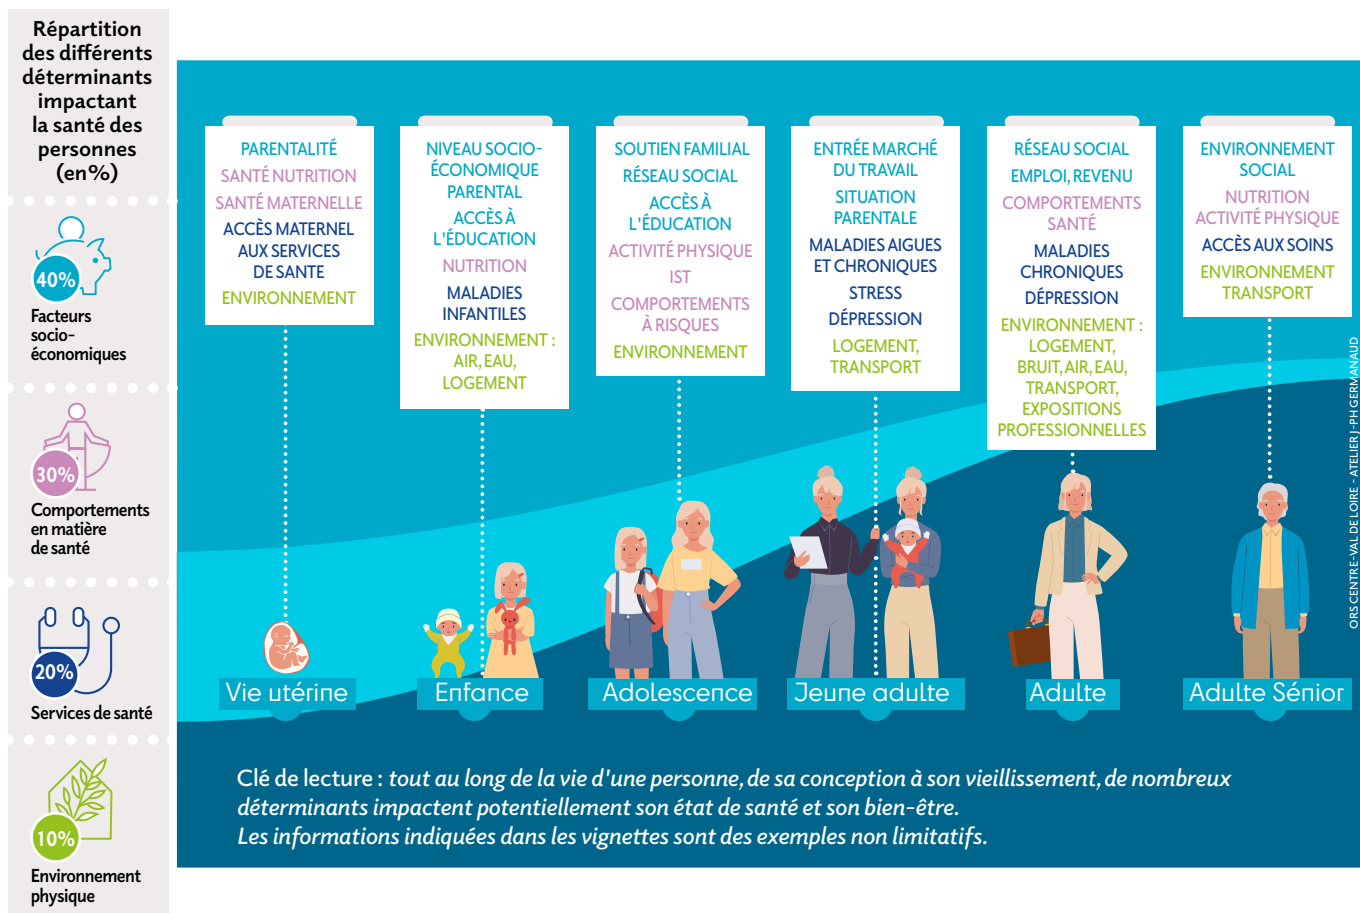 Répartition
des différents
déterminants
impactant
la santé des
personnes
(en%)
40%
Facteurs
socio-
économiques
30%
Comportements
en matière
de santé
20%
Services de santé
10%
Environnement
physique
PARENTALITÉ
SANTÉ NUTRITION
SANTÉ MATERNELLE
ACCÈS MATERNEL
AUX SERVICES
DE SANTE
ENVIRONNEMENT
Vie utérine
NIVEAU SOCIO-
ÉCONOMIQUE
PARENTAL
ACCÈS À
L'ÉDUCATION
NUTRITION
MALADIES
INFANTILES
ENVIRONNEMENT :
AIR, EAU,
LOGEMENT
Enfance
SOUTIEN FAMILIAL
RÉSEAU SOCIAL
ACCÈS À
L'ÉDUCATION
ACTIVITÉ PHYSIQUE
IST
COMPORTEMENTS
À RISQUES
ENVIRONNEMENT
Adolescence
ENTRÉE MARCHÉ
DU TRAVAIL
SITUATION
PARENTALE
MALADIES AIGUES
ET CHRONIQUES
STRESS
DÉPRESSION
LOGEMENT,
TRANSPORT
Jeune adulte
RÉSEAU SOCIAL
EMPLOI, REVENU
COMPORTEMENTS
SANTÉ
MALADIES
CHRONIQUES
DÉPRESSION
ENVIRONNEMENT :
LOGEMENT,
BRUIT, AIR, EAU,
TRANSPORT,
EXPOSITIONS
PROFESSIONNELLES
Adulte
ENVIRONNEMENT
SOCIAL
NUTRITION
ACTIVITÉ PHYSIQUE
ACCÈS AUX SOINS
ENVIRONNEMENT
TRANSPORT
Adulte Sénior
Clé de lecture : tout au long de la vie d'une personne, de sa conception à son vieillissement, de nombreux
déterminants impactent potentiellement son état de santé et son bien-être.
Les informations indiquées dans les vignettes sont des exemples non limitatifs.
ORS CENTRE-VAL DE LOIRE - ATELIER J-PH GERMANAUD